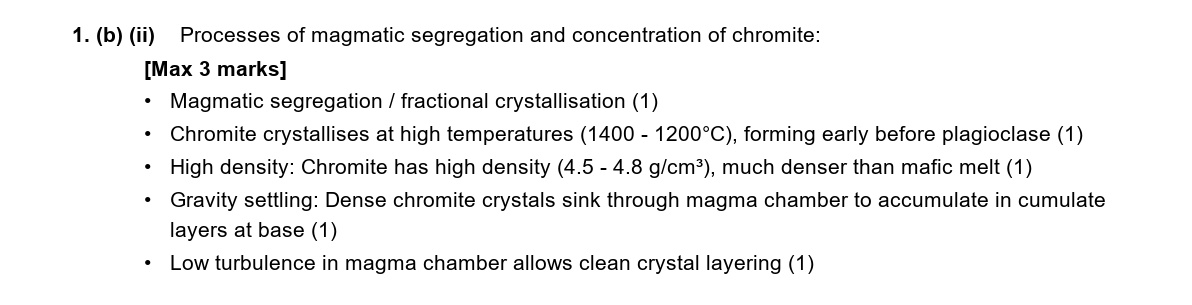 1. (b) (ii) Processes of magmatic segregation and concentration of chromite:
[Max 3 marks]
• Magmatic segregation / fractional crystallisation (1)
• Chromite crystallises at high temperatures (1400 - 1200°C), forming early before plagioclase (1)
• High density: Chromite has high density (4.5 - 4.8 g/cm³), much denser than mafic melt (1)
• Gravity settling: Dense chromite crystals sink through magma chamber to accumulate in cumulate
layers at base (1)
• Low turbulence in magma chamber allows clean crystal layering (1)